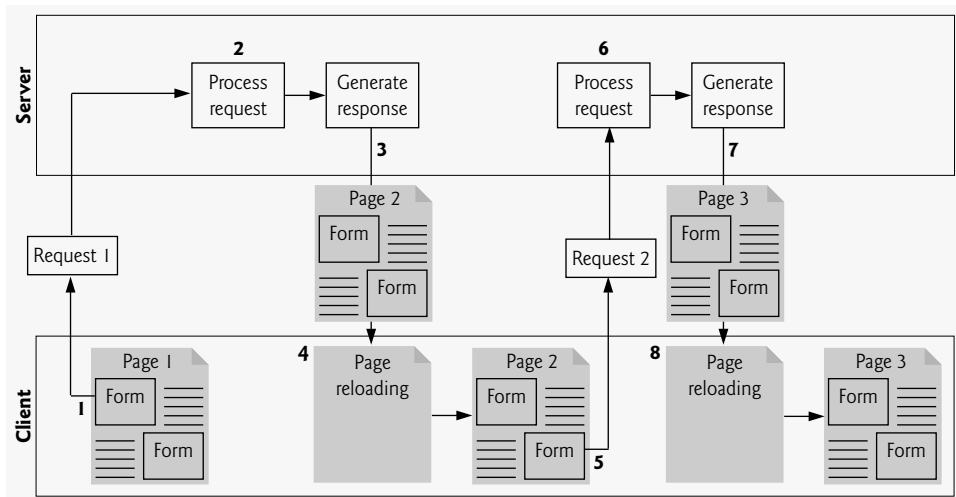 Server
2
Process
request
Generate
response
3
6
Process
request
Generate
response
7
Request 1
Page 2
Form
Form
Request 2
Page 3
Form
Form
Client
Page 1
Form
1
Form
4
Page
reloading
Page 2
Form
Form
5
8
Page
reloading
Page 3
Form
Form